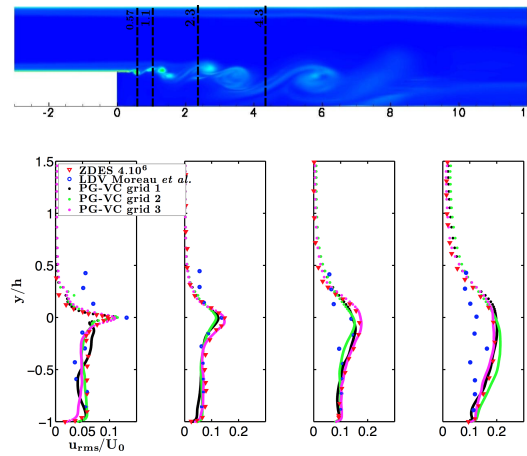 0.57
1.1
2.3
4.3
-2 0 2 4 6 8 10 12
ZDES 4.10⁶
LDV Moreau et al.
PG-VC grid 1
PG-VC grid 2
PG-VC grid 3
1.5
1
0.5
0
-0.5
-1
y/h
0 0.05 0.1
0 0.1 0.2
0 0.1 0.2
0 0.1 0.2
u_rms/U_0